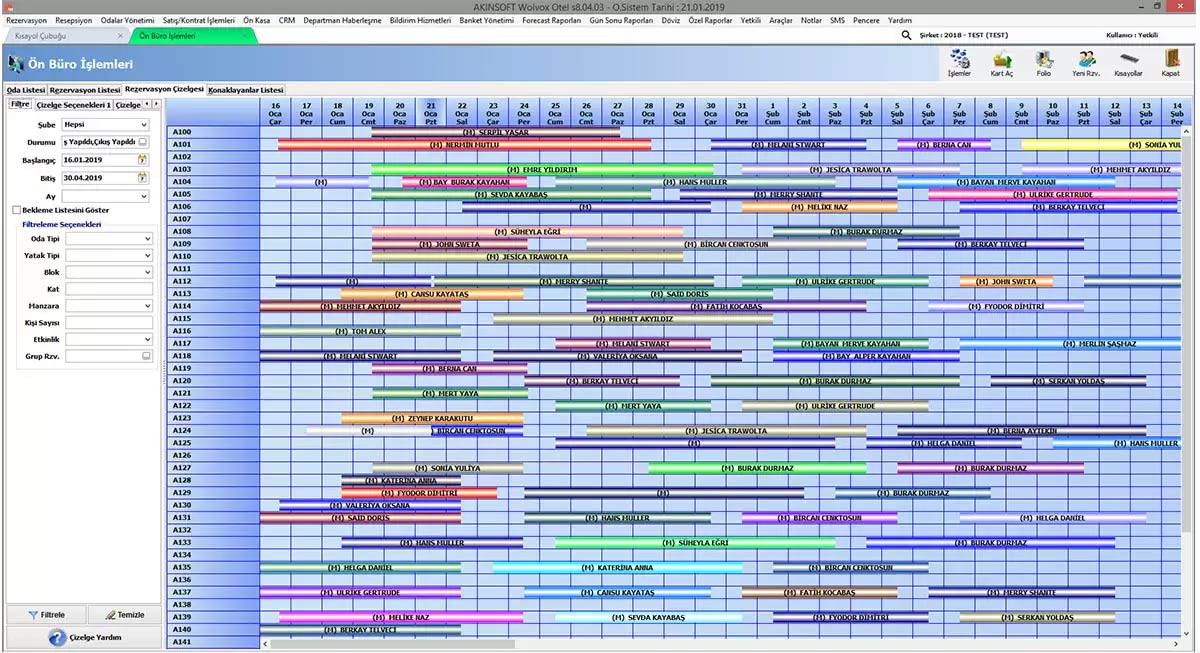 AKINSOFT Wolvox Otel s8.04.03 - O.Sistem Tarihi : 21.01.2019
Rezervasyon Resepsiyon Odalar Yönetimi Satış/Kontrat İşlemleri Ön Kasa CRM Departman Haberleşme Bildirim Hizmetleri Banket Yönetimi Forecast Raporları Gün Sonu Raporları Döviz Özel Raporlar Yetkili Araçlar Notlar SMS Pencere Yardım
Kısayol Çubuğu Ön Büro İşlemleri Şirket : 2018 - TEST (TEST) Kullanıcı : Yetkili
Ön Büro İşlemleri
İşlemler Kart Aç Folio Yeni Rzv. Kısayollar Kapat
Oda Listesi Rezervasyon Listesi Rezervasyon Çizelgesi Konaklayanlar Listesi
Filtre Çizelge Seçenekleri 1 Çizelge
Şube Hepsi
Durumu ş Yapıldı,Çıkış Yapıldı
Başlangıç 16.01.2019
Bitiş 30.04.2019
Ay
Bekleme Listesini Göster
Filtreleme Seçenekleri
Oda Tipi
Yatak Tipi
Blok
Kat
Manzara
Kişi Sayısı
Etkinlik
Grup Rzv.
Filtrele Temizle
Çizelge Yardım
16 17 18 19 20 21 22 23 24 25 26 27 28 29 30 31 1 2 3 4 5 6 7 8 9 10 11 12 13 14
Oca Oca Oca Oca Oca Oca Oca Oca Oca Oca Oca Oca Oca Oca Oca Oca Şub Şub Şub Şub Şub Şub Şub Şub Şub Şub Şub Şub Şub Şub
Çar Per Cum Cmt Paz Pzt Sal Çar Per Cum Cmt Paz Pzt Sal Çar Per Cum Cmt Paz Pzt Sal Çar Per Cum Cmt Paz Pzt Sal Çar Per
A100 (M) SERPİL YAŞAR
A101 (M) NERMİN MUTLU (M) MELANI STWART (M) BERNA CAN (M) SONIA YUL
A102
A103 (M) EMRE YILDIRIM (M) JESİCA TRAWOLTA (M) MEHMET AKYILDIZ
A104 (M) (M) BAY BURAK KAYAHAN (M) HANS MULLER (M) BAYAN MERVE KAYAHAN
A105 (M) SEVDA KAYABAŞ (M) MERRY SHANTE (M) ULRİKE GERTRUDE
A106 (M) (M) MELİKE NAZ (M) BERKAY TELVECİ
A107
A108 (M) SÜHEYLA EĞRİ (M) BURAK DURMAZ
A109 (M) JOHN SWETA (M) BİRCAN CENKTOSUN (M) BERKAY TELVECİ
A110 (M) JESİCA TRAWOLTA
A111
A112 (M) (M) MERRY SHANTE (M) ULRİKE GERTRUDE (M) JOHN SWETA
A113 (M) CANSU KAYATAŞ (M) SAID DORİS
A114 (M) MEHMET AKYILDIZ (M) FATİH KOCABAŞ (M) FYODOR DİMİTRİ
A115 (M) MEHMET AKYILDIZ
A116 (M) TOM ALEX
A117 (M) MELANI STWART (M) BAYAN MERVE KAYAHAN (M) MERLİN ŞAŞMAZ
A118 (M) MELANI STWART (M) VALERİYA OKSANA (M) BAY ALPER KAYAHAN
A119 (M) BERNA CAN
A120 (M) BERKAY TELVECİ (M) BURAK DURMAZ (M) SERKAN YOLDAŞ
A121 (M) MERT YAYA
A122 (M) MERT YAYA (M) ULRİKE GERTRUDE
A123 (M) ZEYNEP KARAKUTU
A124 (M) BİRCAN CENKTOSUN (M) JESİCA TRAWOLTA (M) BERNA AYTEKİN
A125 (M) (M) HELGA DANİEL (M) HANS MULLER
A126
A127 (M) SONIA YULİYA (M) BURAK DURMAZ (M) BURAK DURMAZ
A128 (M) KATERINA ANNA
A129 (M) FYODOR DİMİTRİ (M) (M) BURAK DURMAZ
A130 (M) VALERİYA OKSANA
A131 (M) SAID DORİS (M) HANS MULLER (M) BİRCAN CENKTOSUN (M) HELGA DANİEL
A132
A133 (M) HANS MULLER (M) SÜHEYLA EĞRİ (M) BURAK DURMAZ
A134
A135 (M) HELGA DANİEL (M) KATERINA ANNA (M) BİRCAN CENKTOSUN
A136
A137 (M) ULRİKE GERTRUDE (M) CANSU KAYATAŞ (M) FATİH KOCABAŞ (M) MERRY SHANTE
A138
A139 (M) MELİKE NAZ (M) SEVDA KAYABAŞ (M) FYODOR DİMİTRİ (M) SERKAN YOLDAŞ
A140 (M) BERKAY TELVECİ
A141